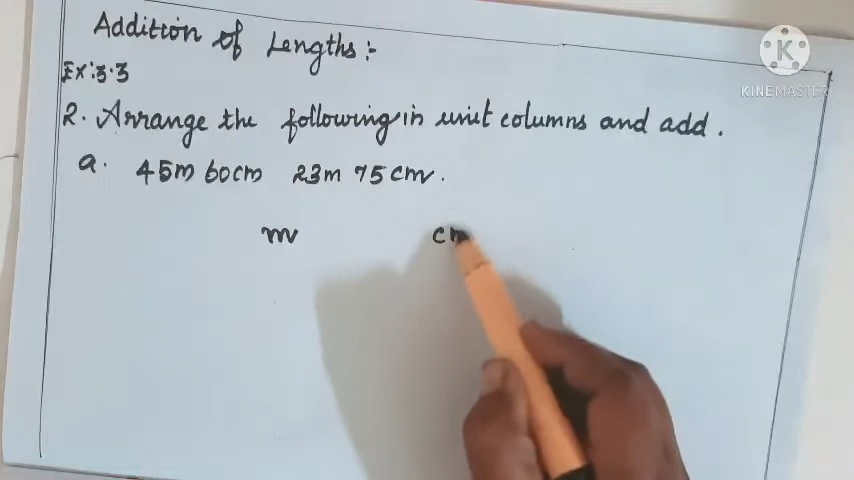 Addition of Lengths:-
Ex:3.3
2. Arrange the following in unit columns and add.
a. 45m 60cm 23m 75cm.
m
K
KINEMASTER